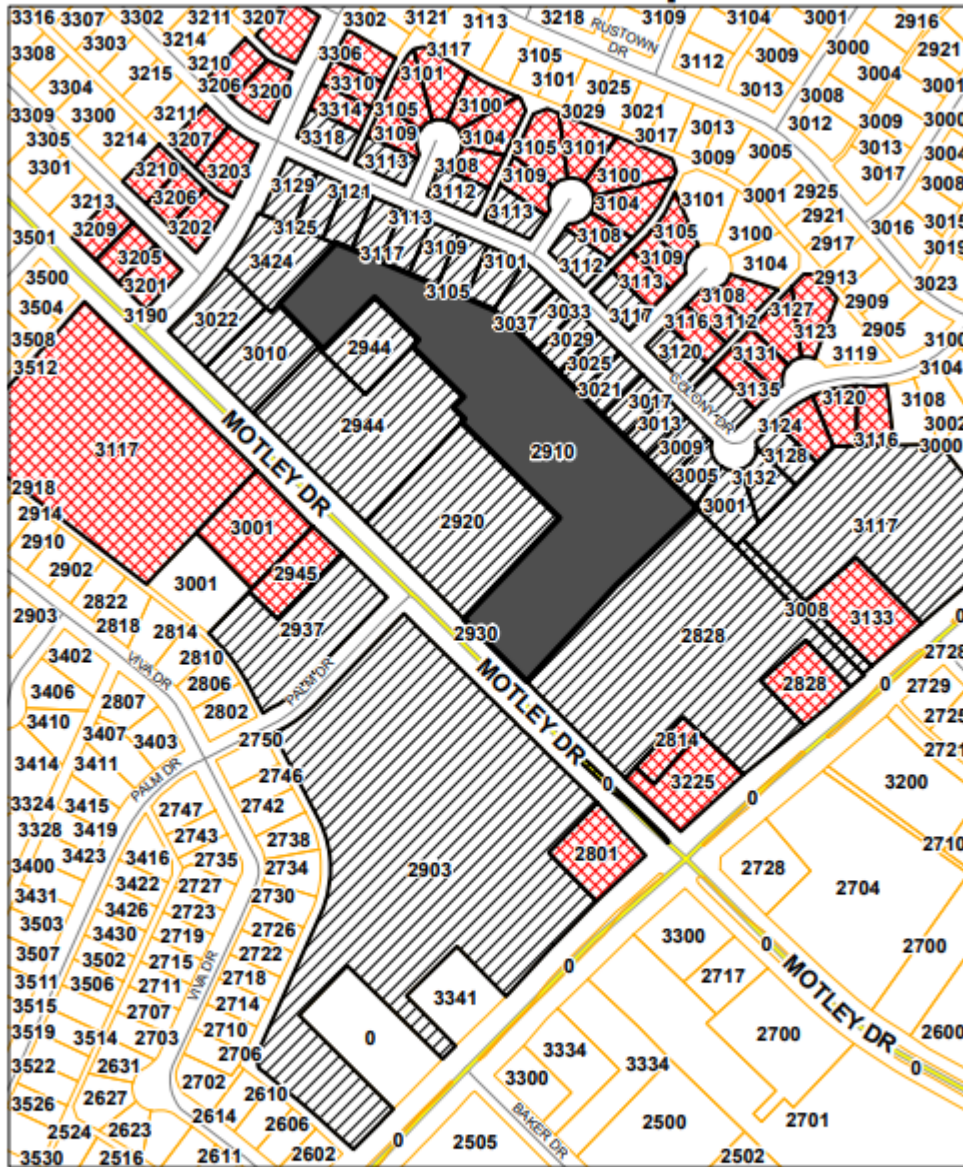 3316 3307 3302 3211 3207 3302 3121 3113 3218 3109 3104 3001 2916
RUSTOWN DR
3308 3303 3214 3210 3306 3117 3105 3112 3009 3000 2921
3304 3215 3206 3200 3310 3101 3101 3025 3013 3004 3001
3309 3300 3211 3314 3105 3100 3029 3021 3008 3000
3305 3214 3207 3318 3109 3104 3105 3101 3017 3013 3012 3009
3301 3210 3203 3113 3108 3109 3100 3009 3005 3013 3004
3213 3206 3129 3121 3112 3113 3104 3101 3001 2925 3017 3008
3501 3209 3202 3125 3113 3108 3105 3100 2921 3016 3015
3205 3424 3117 3109 3101 3112 3109 3104 2917 3019
3500 3201 3105 3113 3108 3127 2913 3023
3504 3190 3022 3037 3033 3117 3116 3112 3123 2909
3508 3010 2944 3029 3120 3131 3119 2905 3100
3512 3025 3021 COLONY DR 3135 3104
3117 MOTLEY DR 2944 2910 3017 3013 3124 3120 3108
2918 3009 3128 3116 3002 3000
2914 3001 2920 3005 3132 3001 3117
2910 2945
2902 3001
2903 2822 2937 2930 2828 3008 3133
2818 2814 0
3402 VIVA DR 2810 PALM DR MOTLEY DR 2828 0 2728
3406 2807 2806 2729
3410 3407 2802 2725
3414 3411 3403 2750 2814 2721
PALM DR 2746 0 3225 0 3200
3324 3415 2747 2742
3328 3419 2743 2738 2801 2710
3400 3423 3416 2735 2734 2903 2728 2704
3431 3422 2727 2730
3503 3426 2723 2726 3300 0 2700
3507 3430 2719 2722 0
3511 3502 2715 VIVA DR 2718 2717 MOTLEY DR
3515 3506 2711 2714 3341
3519 3514 2707 2710 0 3334 2700 2600
3522 2631 2703 2706 3334 0
3526 2627 2702 2610 3300
2524 2623 2614 2606 BAKER DR 2500 2701
3530 2516 2611 2602 0 2505 2502